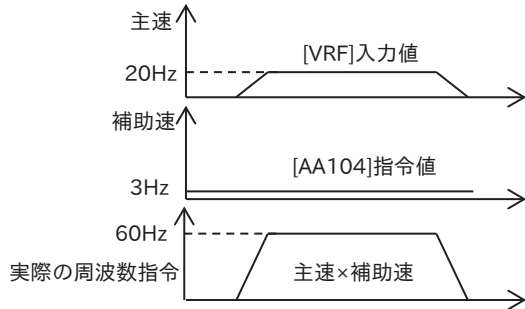 主速
[VRF]入力値
20Hz
補助速
[AA104]指令値
3Hz
60Hz
実際の周波数指令
主速×補助速